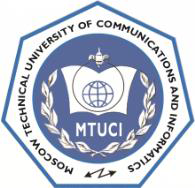 MOSCOW TECHNICAL UNIVERSITY OF COMMUNICATIONS AND INFORMATICS
MTUCI